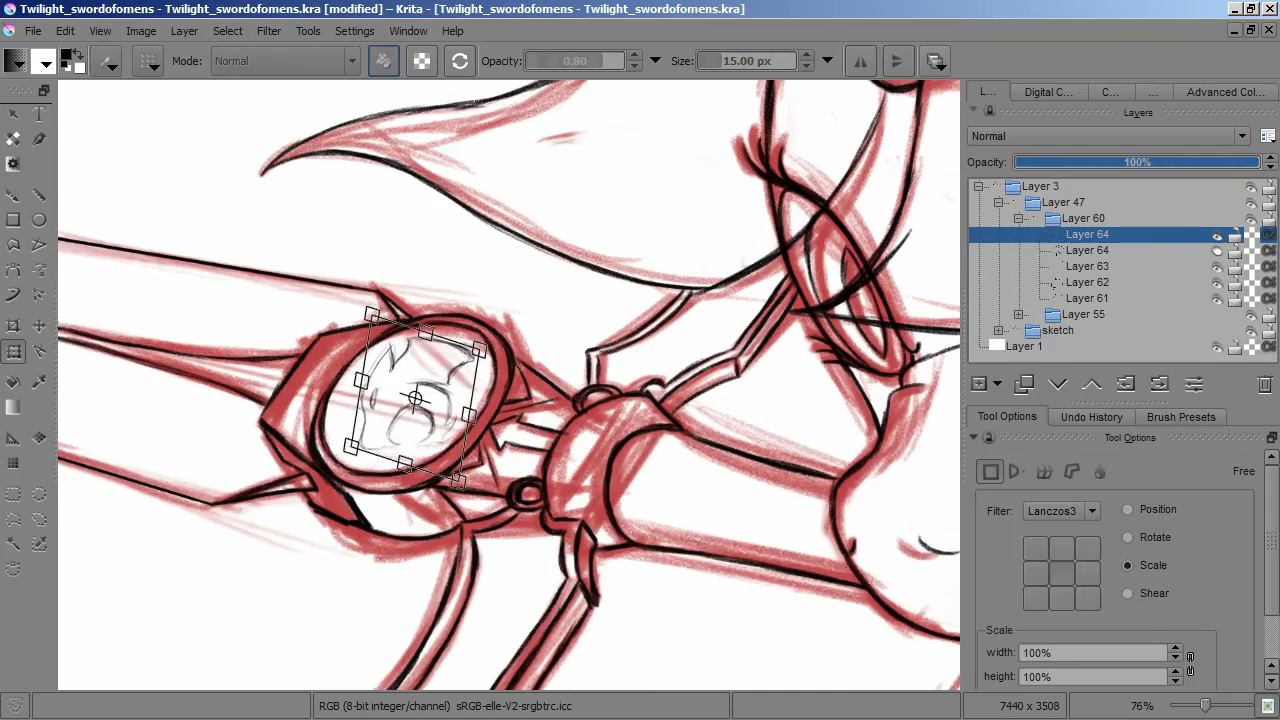 Twilight_swordofomens - Twilight_swordofomens.kra [modified] – Krita - [Twilight_swordofomens - Twilight_swordofomens.kra]
File Edit View Image Layer Select Filter Tools Settings Window Help
Mode: Normal Opacity: 0.80 Size: 15.00 px
L... Digital C... C... ... Advanced Col...
Layers
Normal
Opacity: 100%
Layer 3
Layer 47
Layer 60
Layer 64
Layer 64
Layer 63
Layer 62
Layer 61
Layer 55
sketch
Layer 1
Tool Options Undo History Brush Presets
Tool Options
Free
Filter: Lanczos3 Position
Rotate
Scale
Shear
Scale
width: 100%
height: 100%
RGB (8-bit integer/channel) sRGB-elle-V2-srgbtrc.icc 7440 x 3508 76%